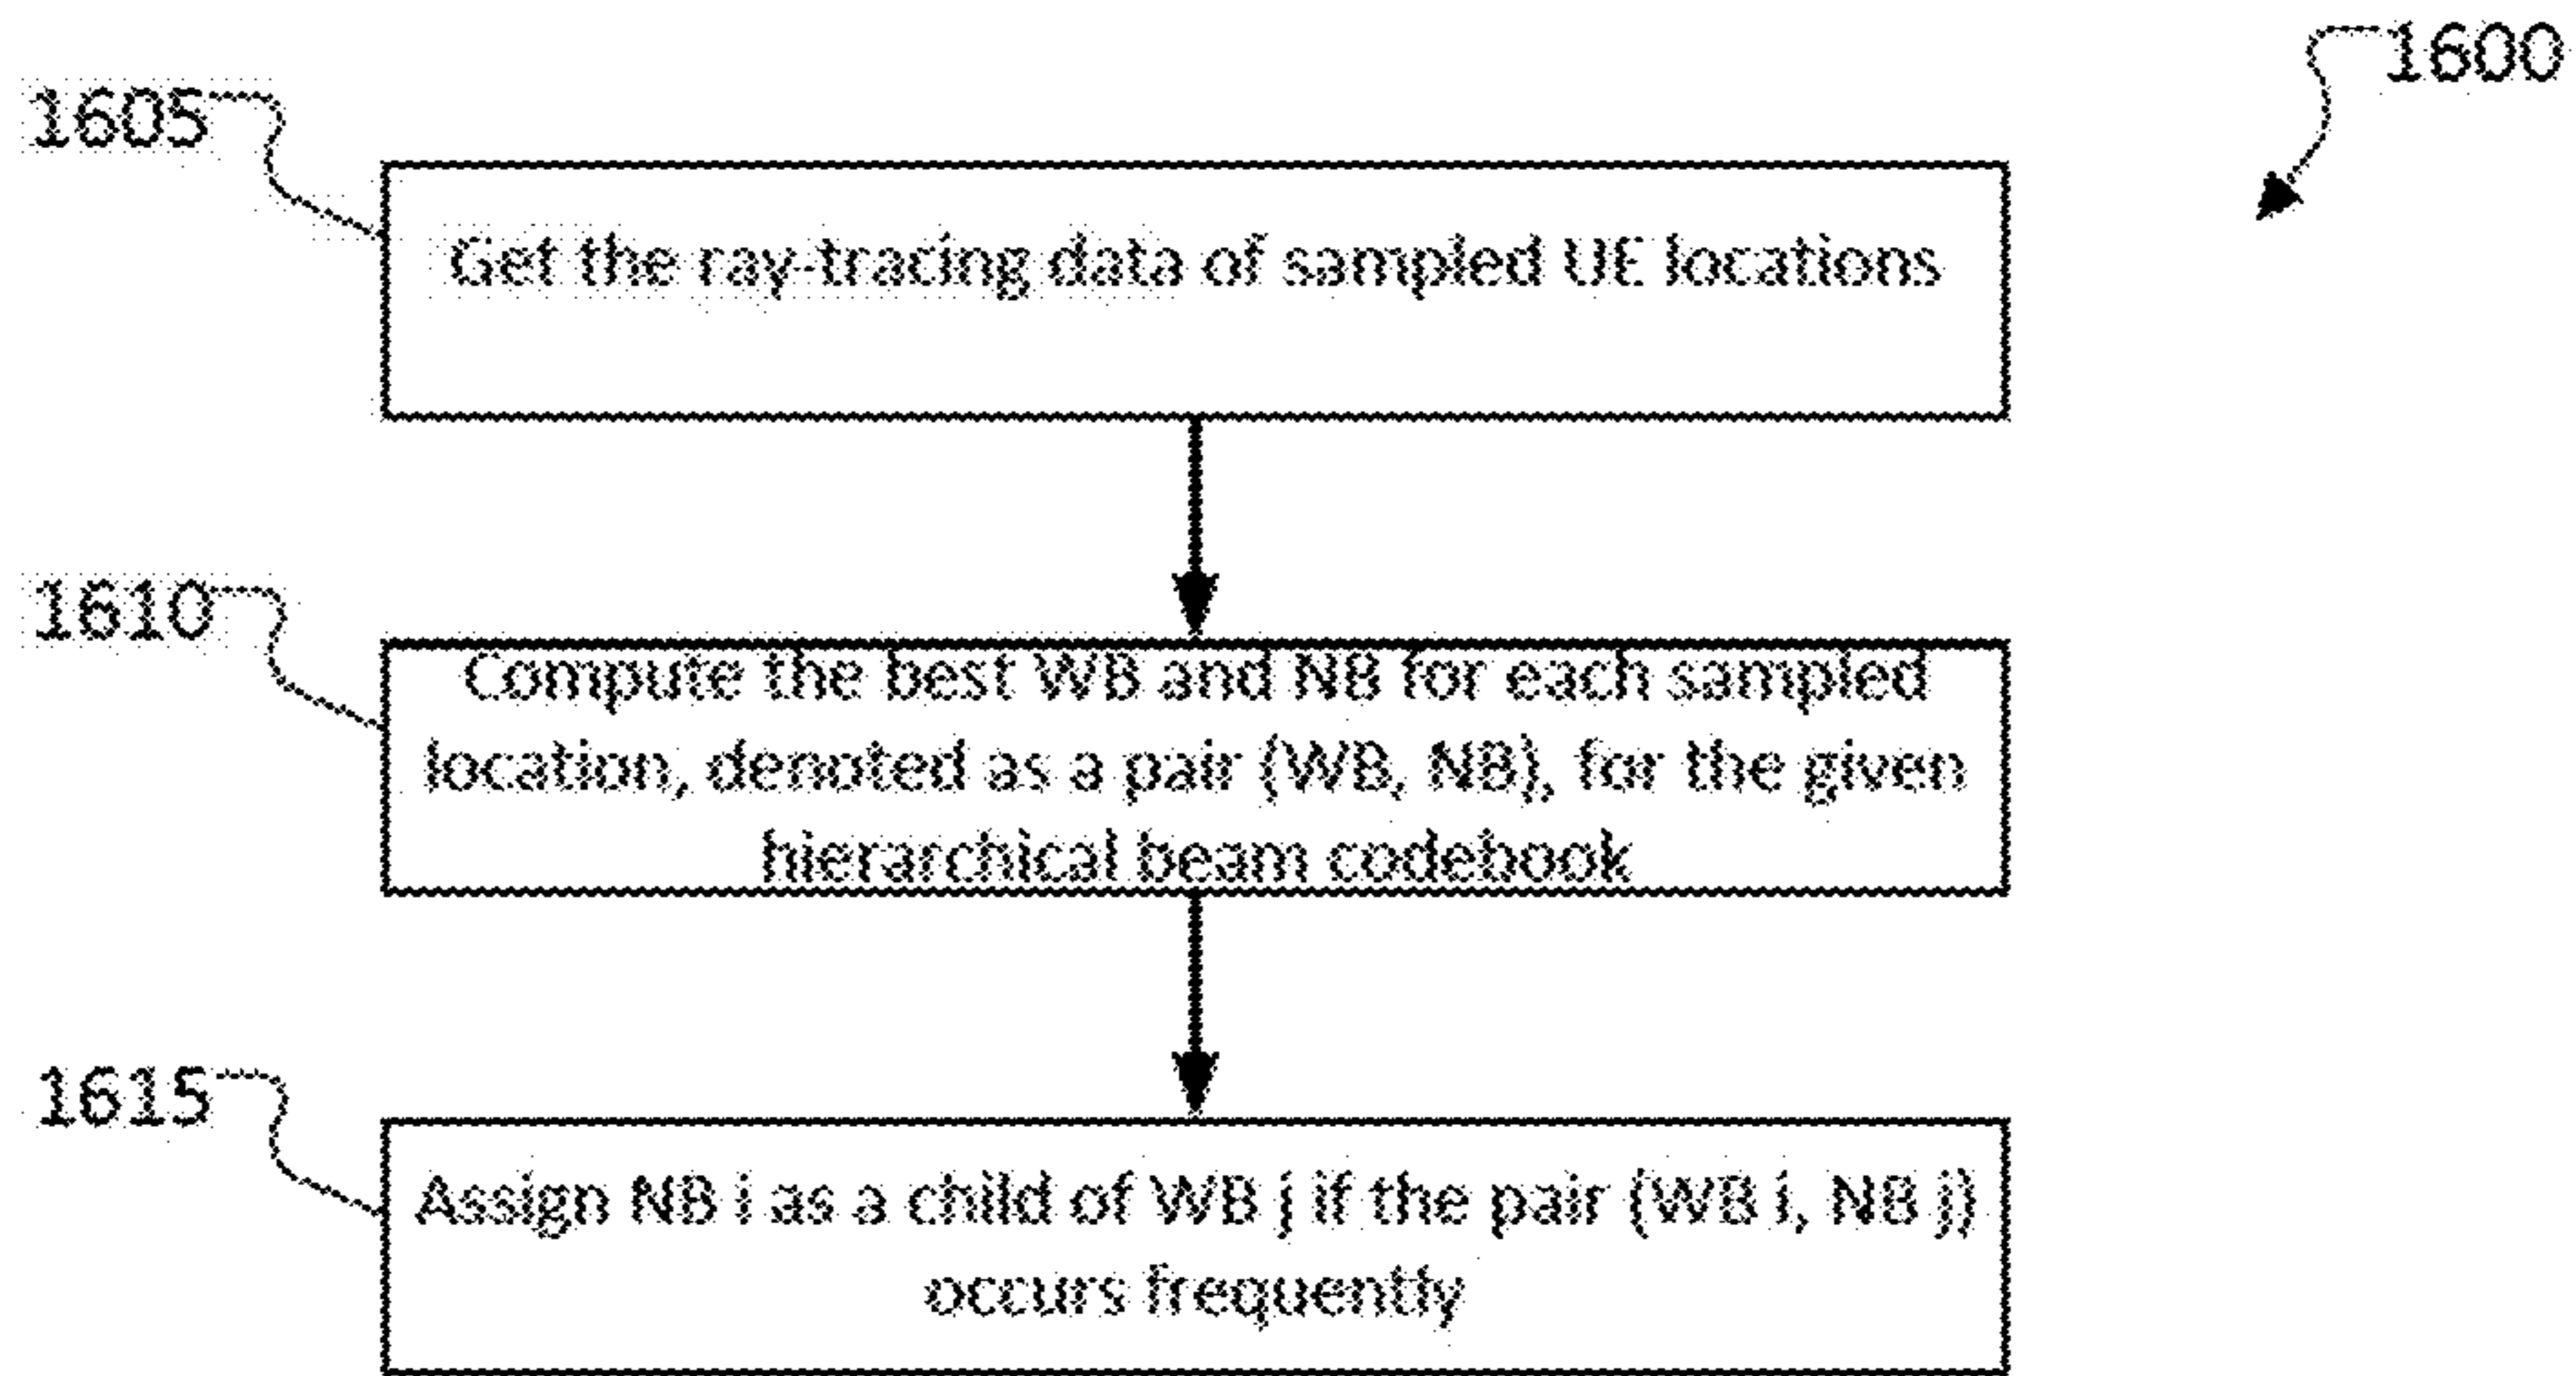 1600
1605
Get the ray-tracing data of sampled UE locations
1610
Compute the best WB and NB for each sampled
location, denoted as a pair (WB, NB), for the given
hierarchical beam codebook
1615
Assign NB i as a child of WB j if the pair (WB i, NB j)
occurs frequently